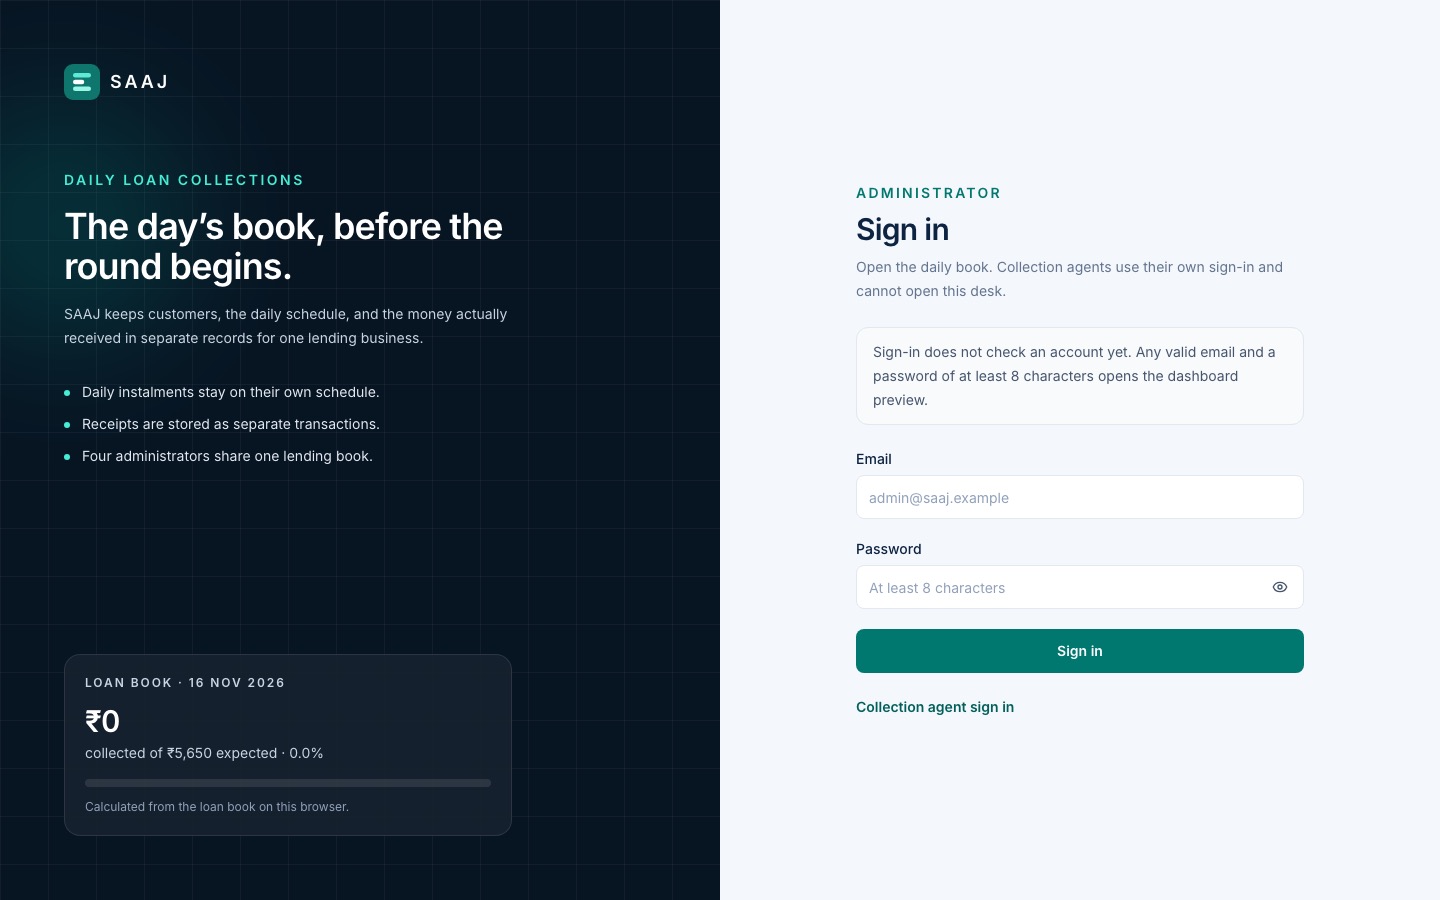 SAAJ
DAILY LOAN COLLECTIONS
The day’s book, before the
round begins.
SAAJ keeps customers, the daily schedule, and the money actually
received in separate records for one lending business.
Daily instalments stay on their own schedule.
Receipts are stored as separate transactions.
Four administrators share one lending book.
LOAN BOOK · 16 NOV 2026
₹0
collected of ₹5,650 expected · 0.0%
Calculated from the loan book on this browser.
ADMINISTRATOR
Sign in
Open the daily book. Collection agents use their own sign-in and
cannot open this desk.
Sign-in does not check an account yet. Any valid email and a
password of at least 8 characters opens the dashboard
preview.
Email
admin@saaj.example
Password
At least 8 characters
Sign in
Collection agent sign in